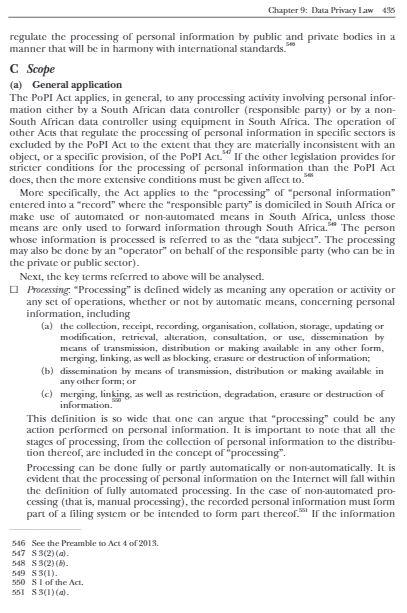 Chapter 9: Data Privacy Law 435
regulate the processing of personal information by public and private bodies in a
manner that will be in harmony with international standards.546
C Scope
(a) General application
The PoPI Act applies, in general, to any processing activity involving personal infor-
mation either by a South African data controller (responsible party) or by a non-
South African data controller using equipment in South Africa. The operation of
other Acts that regulate the processing of personal information in specific sectors is
excluded by the PoPI Act to the extent that they are materially inconsistent with an
object, or a specific provision, of the PoPI Act.547 If the other legislation provides for
stricter conditions for the processing of personal information than the PoPI Act
does, then the more extensive conditions must be given affect to.548
More specifically, the Act applies to the “processing” of “personal information”
entered into a “record” where the “responsible party” is domiciled in South Africa or
make use of automated or non-automated means in South Africa, unless those
means are only used to forward information through South Africa.549 The person
whose information is processed is referred to as the “data subject”. The processing
may also be done by an “operator” on behalf of the responsible party (who can be in
the private or public sector).
Next, the key terms referred to above will be analysed.
□ Processing: “Processing” is defined widely as meaning any operation or activity or
any set of operations, whether or not by automatic means, concerning personal
information, including
(a) the collection, receipt, recording, organisation, collation, storage, updating or
modification, retrieval, alteration, consultation, or use, dissemination by
means of transmission, distribution or making available in any other form,
merging, linking, as well as blocking, erasure or destruction of information;
(b) dissemination by means of transmission, distribution or making available in
any other form; or
(c) merging, linking, as well as restriction, degradation, erasure or destruction of
information.550
This definition is so wide that one can argue that “processing” could be any
action performed on personal information. It is important to note that all the
stages of processing, from the collection of personal information to the distribu-
tion thereof, are included in the concept of “processing”.
Processing can be done fully or partly automatically or non-automatically. It is
evident that the processing of personal information on the Internet will fall within
the definition of fully automated processing. In the case of non-automated pro-
cessing (that is, manual processing), the recorded personal information must form
part of a filing system or be intended to form part thereof.551 If the information
546 See the Preamble to Act 4 of 2013.
547 S 3(2)(a).
548 S 3(2)(b).
549 S 3(1).
550 S 1 of the Act.
551 S 3(1)(a).